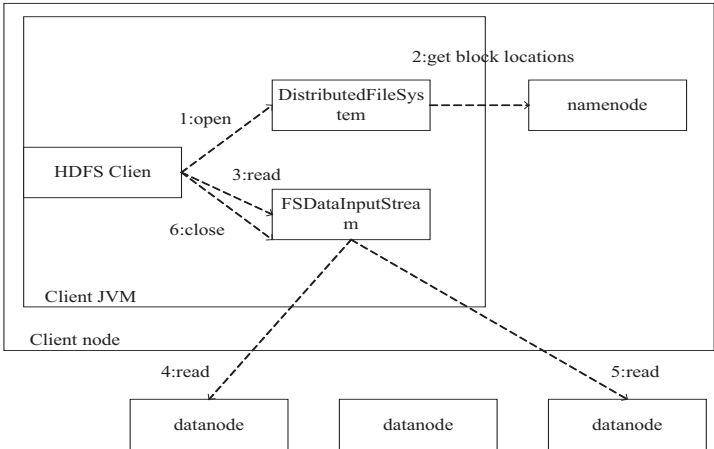 2:get block locations
DistributedFileSys
tem
namenode
1:open
HDFS Clien
3:read
FSDataInputStrea
m
6:close
Client JVM
Client node
4:read
5:read
datanode
datanode
datanode